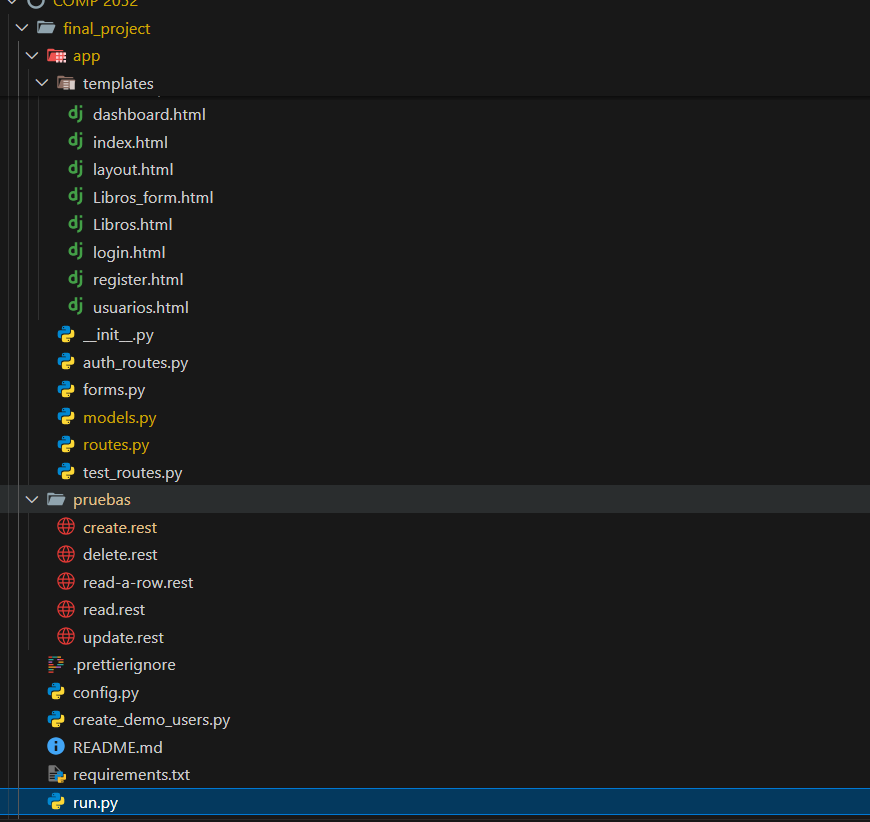 COMP 2052
final_project
app
templates
dashboard.html
index.html
layout.html
Libros_form.html
Libros.html
login.html
register.html
usuarios.html
__init__.py
auth_routes.py
forms.py
models.py
routes.py
test_routes.py
pruebas
create.rest
delete.rest
read-a-row.rest
read.rest
update.rest
.prettierignore
config.py
create_demo_users.py
README.md
requirements.txt
run.py